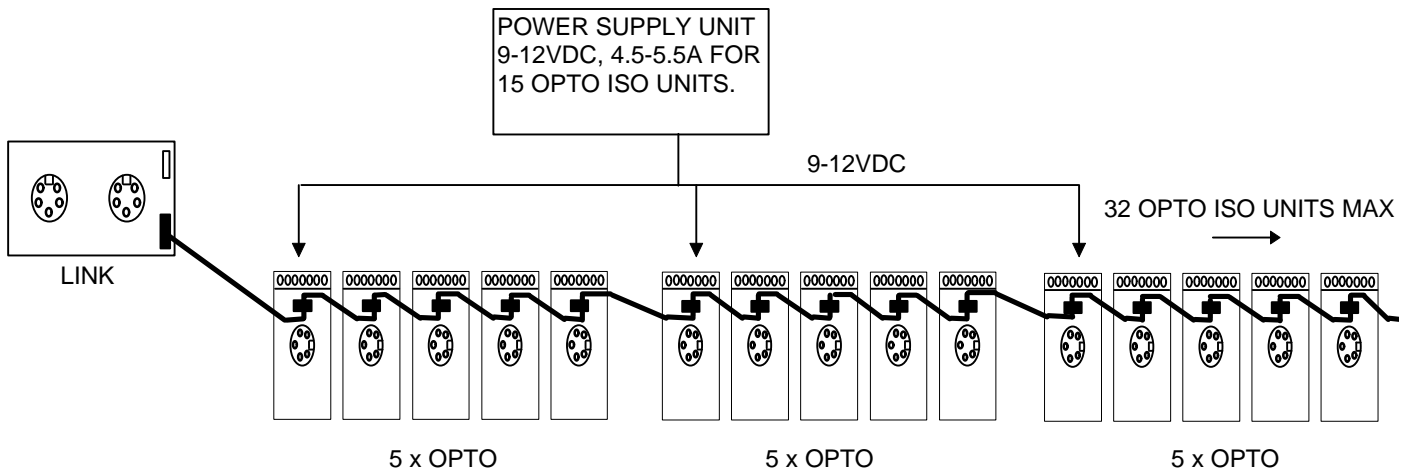 POWER SUPPLY UNIT
9-12VDC, 4.5-5.5A FOR
15 OPTO ISO UNITS.
9-12VDC
32 OPTO ISO UNITS MAX
LINK
0000000 0000000 0000000 0000000 0000000 0000000 0000000 0000000 0000000 0000000 0000000 0000000 0000000 0000000 0000000
5 x OPTO 5 x OPTO 5 x OPTO